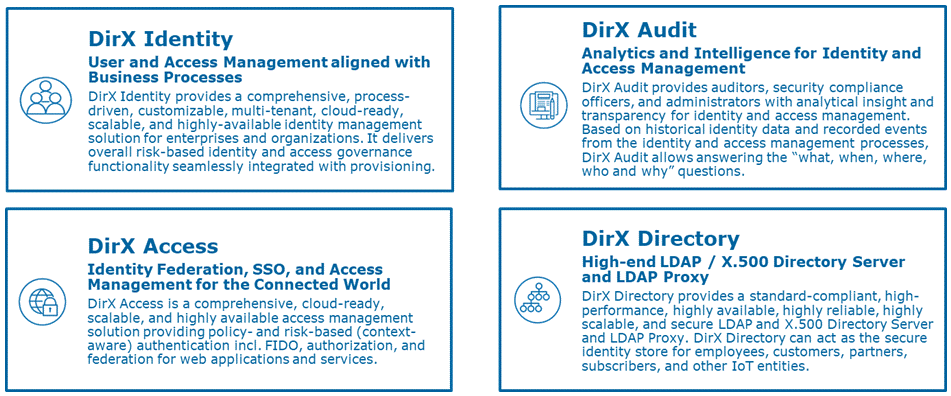 DirX Identity
User and Access Management aligned with
Business Processes
DirX Identity provides a comprehensive, process-
driven, customizable, multi-tenant, cloud-ready,
scalable, and highly-available identity management
solution for enterprises and organizations. It delivers
overall risk-based identity and access governance
functionality seamlessly integrated with provisioning.
DirX Audit
Analytics and Intelligence for Identity and
Access Management
DirX Audit provides auditors, security compliance
officers, and administrators with analytical insight and
transparency for identity and access management.
Based on historical identity data and recorded events
from the identity and access management processes,
DirX Audit allows answering the “what, when, where,
who and why” questions.
DirX Access
Identity Federation, SSO, and Access
Management for the Connected World
DirX Access is a comprehensive, cloud-ready,
scalable, and highly available access management
solution providing policy- and risk-based (context-
aware) authentication incl. FIDO, authorization, and
federation for web applications and services.
DirX Directory
High-end LDAP / X.500 Directory Server
and LDAP Proxy
DirX Directory provides a standard-compliant, high-
performance, highly available, highly reliable, highly
scalable, and secure LDAP and X.500 Directory Server
and LDAP Proxy. DirX Directory can act as the secure
identity store for employees, customers, partners,
subscribers, and other IoT entities.